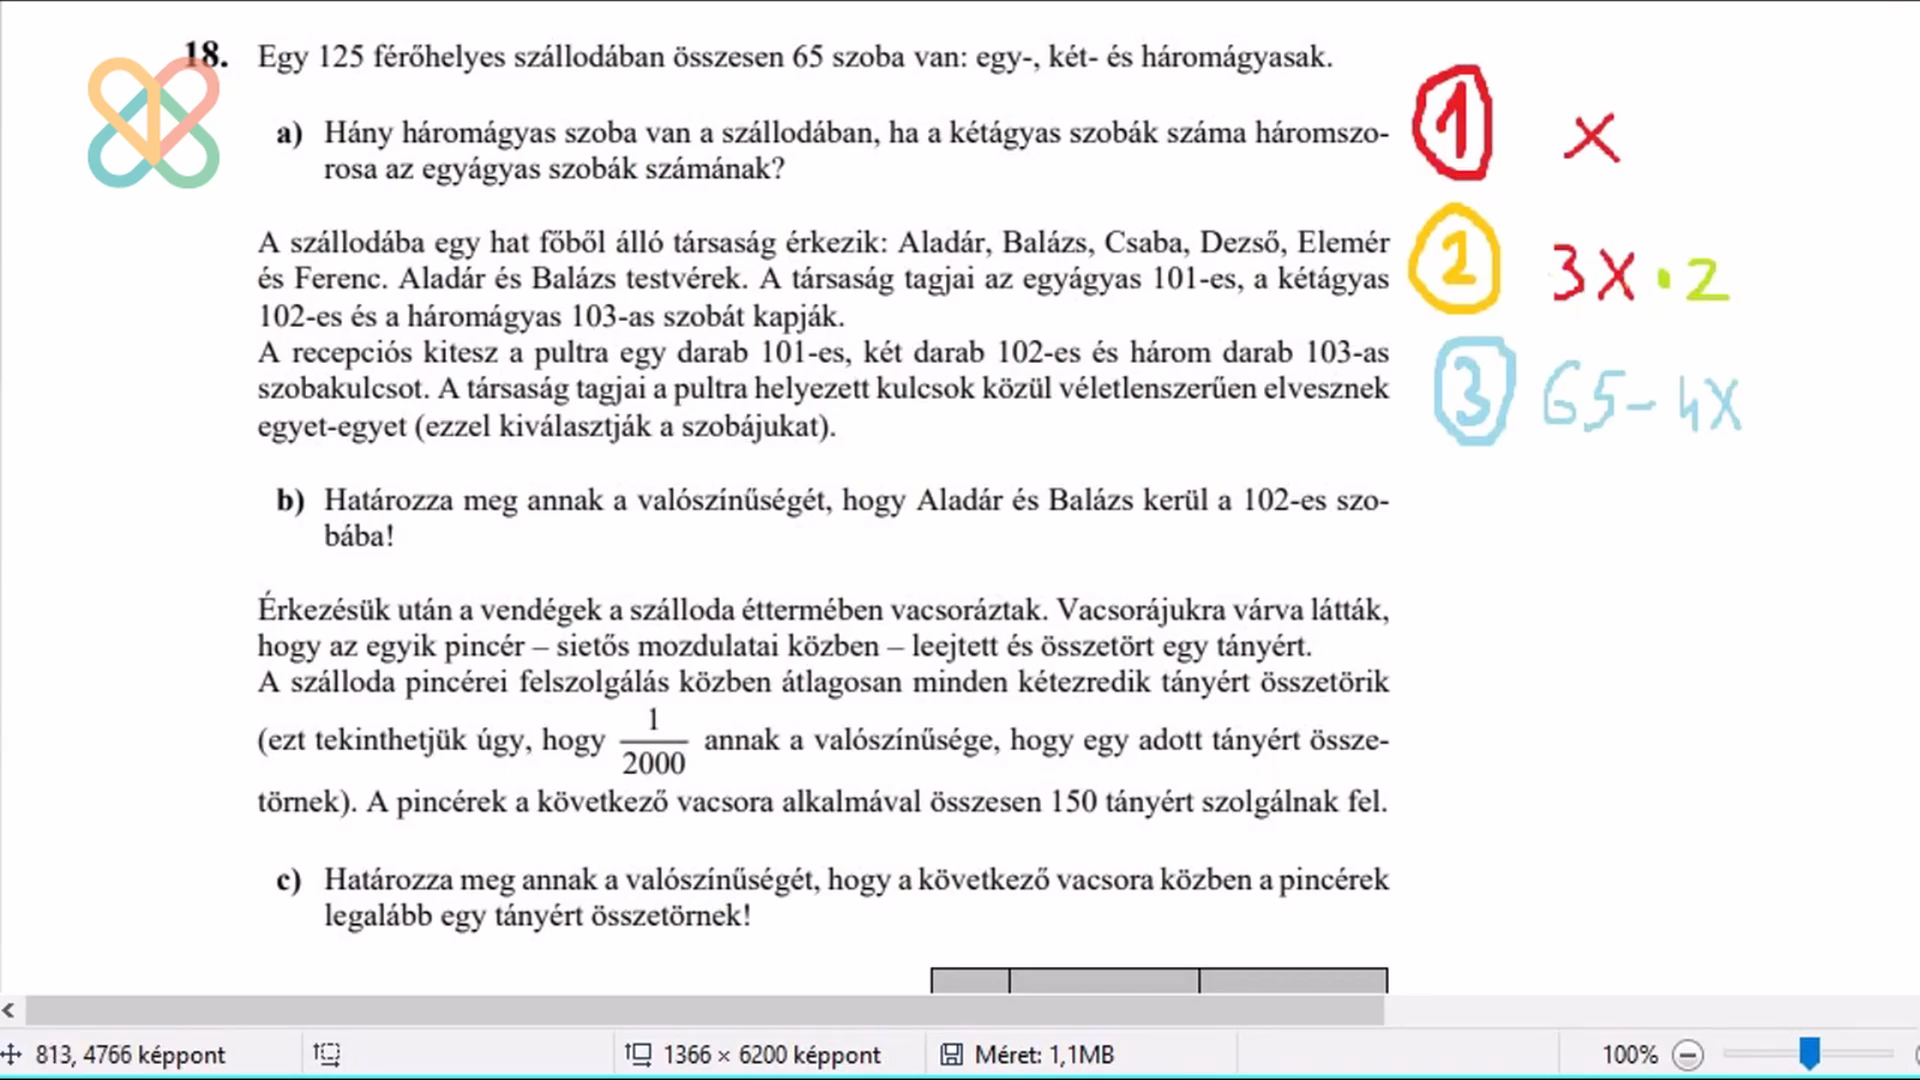 18. Egy 125 férőhelyes szállodában összesen 65 szoba van: egy-, két- és háromágyasak.
a) Hány háromágyas szoba van a szállodában, ha a kétágyas szobák száma háromszo-
rosa az egyágyas szobák számának?
1 x
A szállodába egy hat főből álló társaság érkezik: Aladár, Balázs, Csaba, Dezső, Elemér
és Ferenc. Aladár és Balázs testvérek. A társaság tagjai az egyágyas 101-es, a kétágyas
102-es és a háromágyas 103-as szobát kapják.
2 3x · 2
A recepciós kitesz a pultra egy darab 101-es, két darab 102-es és három darab 103-as
szobakulcsot. A társaság tagjai a pultra helyezett kulcsok közül véletlenszerűen elvesznek
egyet-egyet (ezzel kiválasztják a szobájukat).
3 65 - 4x
b) Határozza meg annak a valószínűségét, hogy Aladár és Balázs kerül a 102-es szo-
bába!
Érkezésük után a vendégek a szálloda éttermében vacsoráztak. Vacsorájukra várva látták,
hogy az egyik pincér – sietős mozdulatai közben – leejtett és összetört egy tányért.
A szálloda pincérei felszolgálás közben átlagosan minden kétezredik tányért összetörik
(ezt tekinthetjük úgy, hogy 1/2000 annak a valószínűsége, hogy egy adott tányért össze-
törnek). A pincérek a következő vacsora alkalmával összesen 150 tányért szolgálnak fel.
c) Határozza meg annak a valószínűségét, hogy a következő vacsora közben a pincérek
legalább egy tányért összetörnek!
813, 4766 képpont 1366 × 6200 képpont Méret: 1,1MB 100%